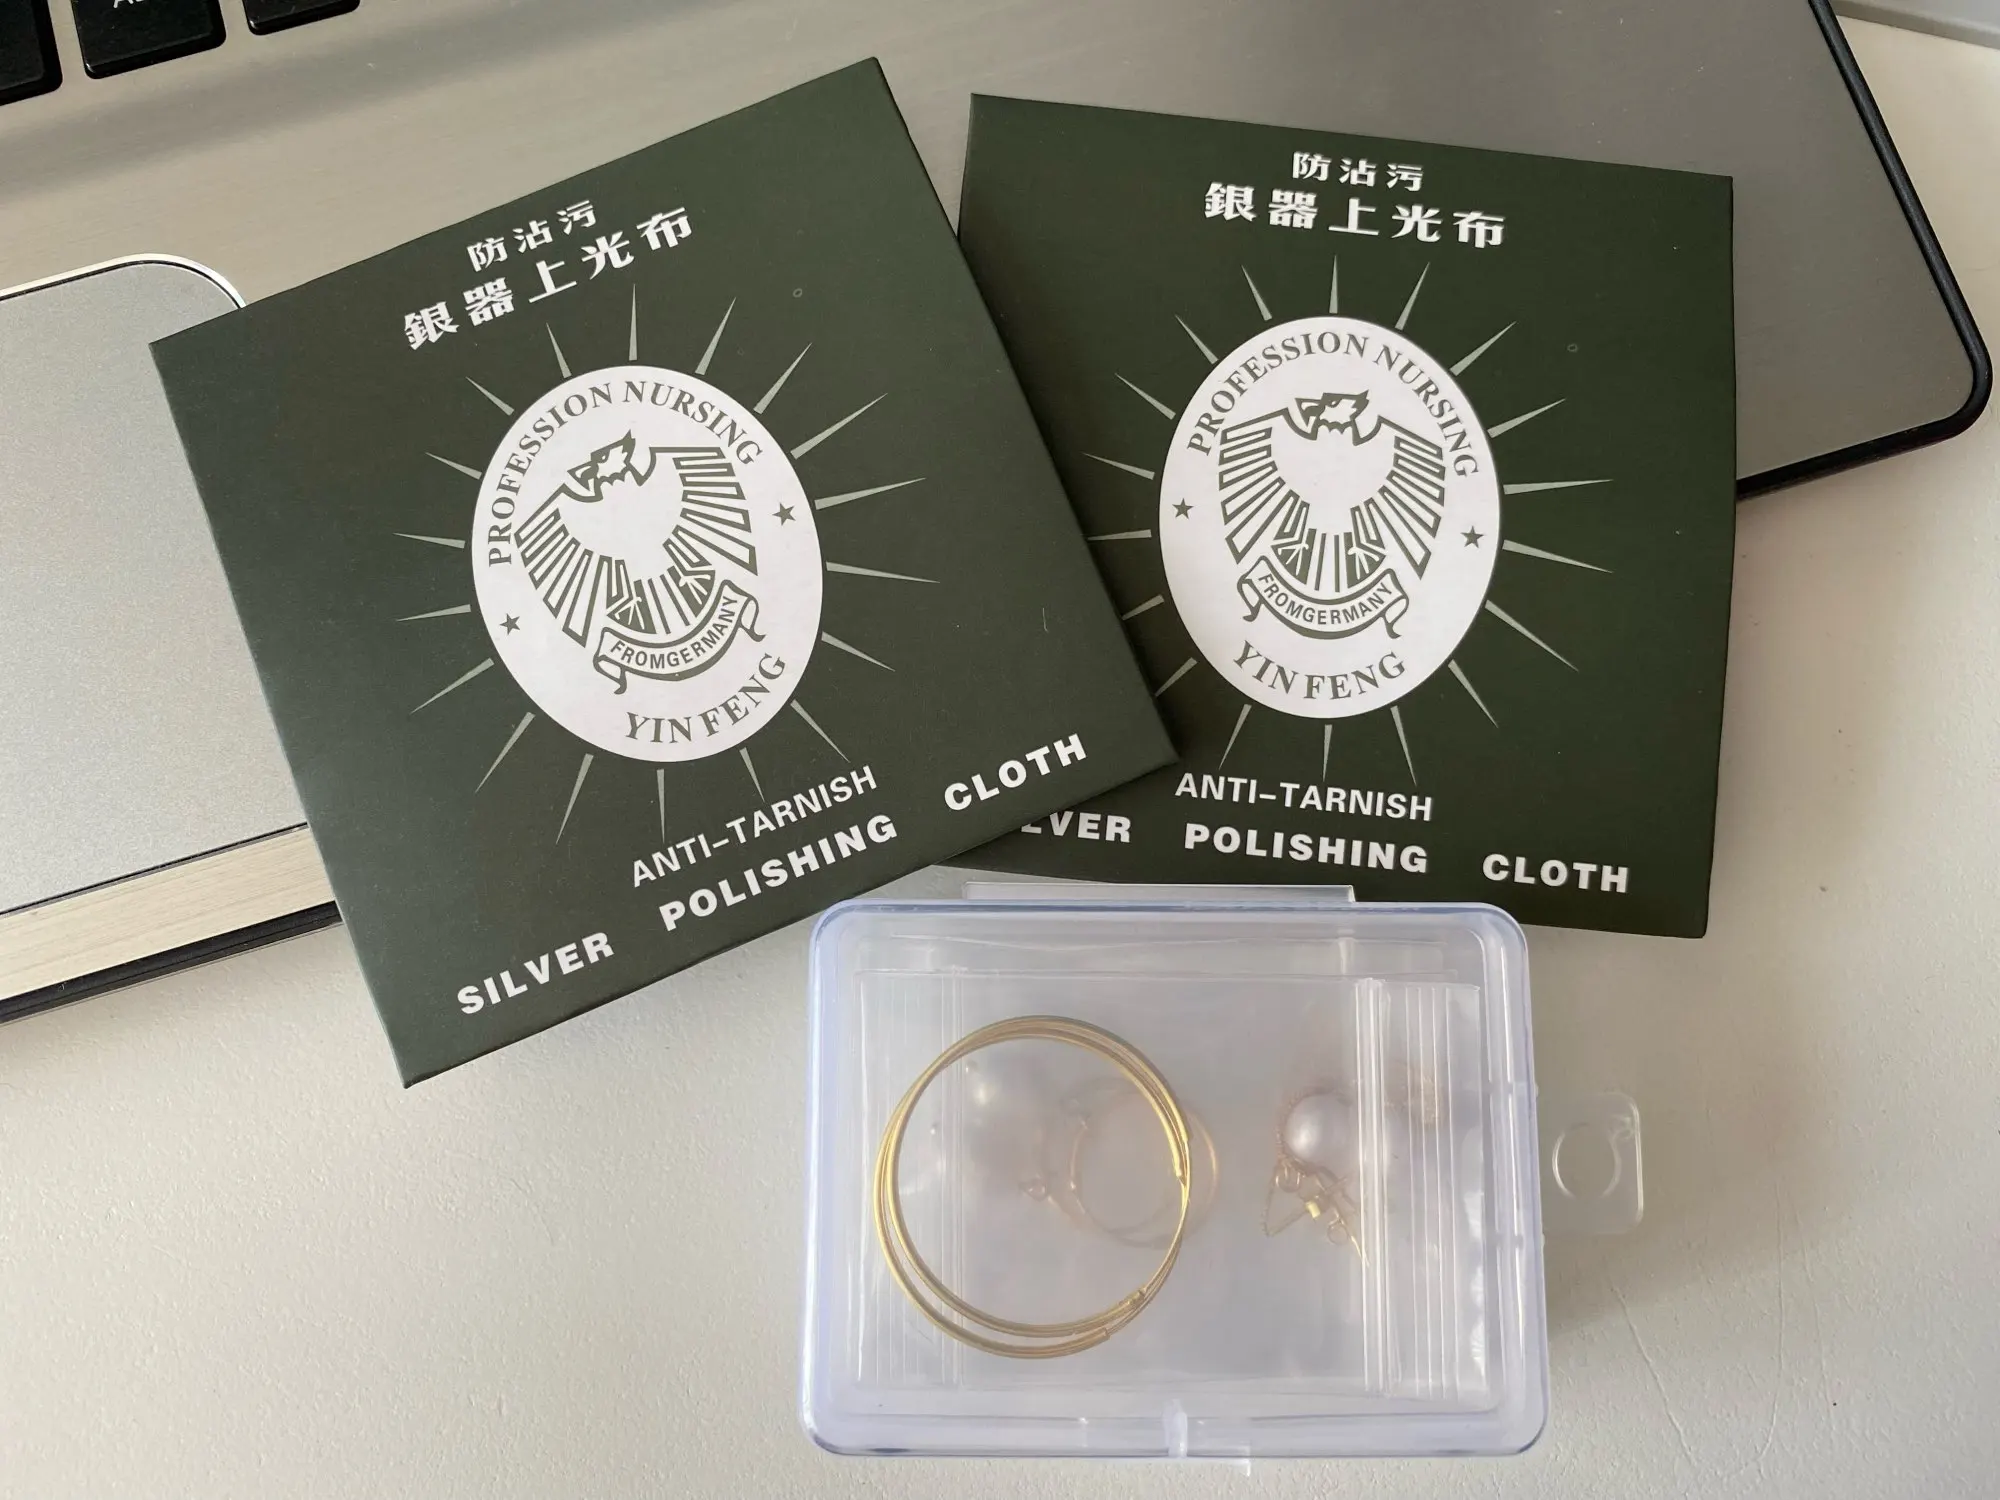 防沾污
銀器上光布
PROFESSION NURSING
FROMGERMANY
YIN FENG
ANTI-TARNISH
SILVER POLISHING CLOTH
防沾污
銀器上光布
PROFESSION NURSING
FROMGERMANY
YIN FENG
ANTI-TARNISH
POLISHING CLOTH